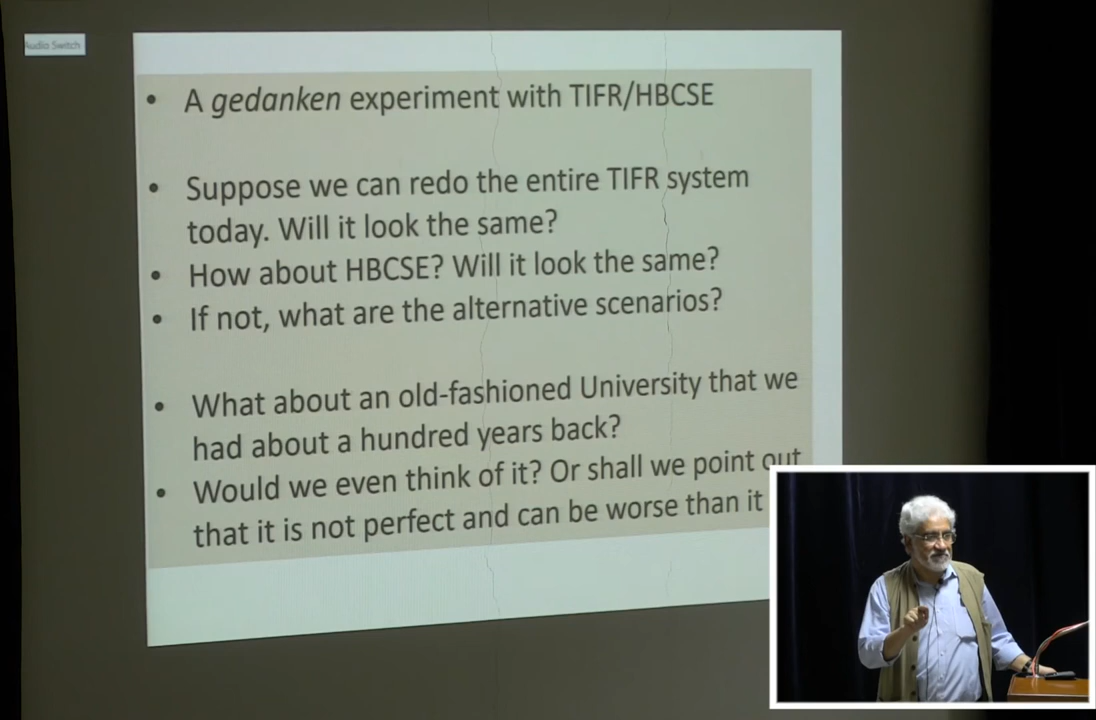 Audio Switch
• A gedanken experiment with TIFR/HBCSE
• Suppose we can redo the entire TIFR system
today. Will it look the same?
• How about HBCSE? Will it look the same?
• If not, what are the alternative scenarios?
• What about an old-fashioned University that we
had about a hundred years back?
• Would we even think of it? Or shall we point out
that it is not perfect and can be worse than it